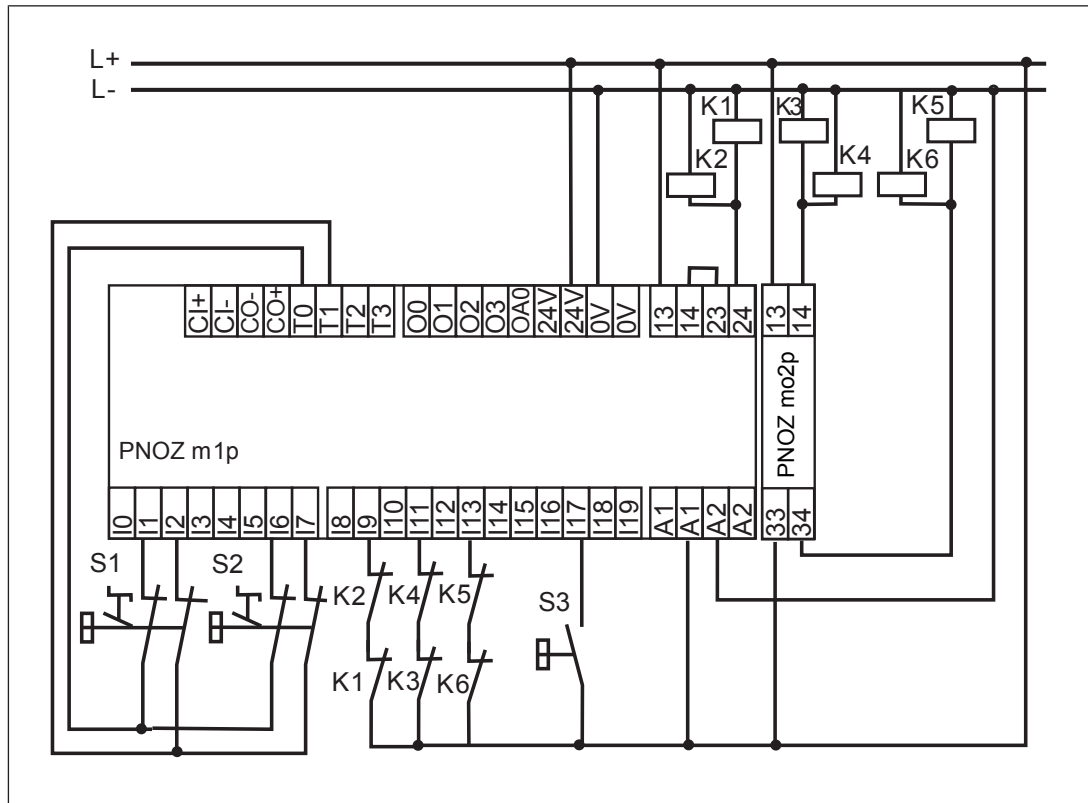 L+
L-
K1
K3
K5
K2
K4
K6
CI+ CI- CO- CO+ T0 T1 T2 T3 O0 O1 O2 O3 OA0 24V 24V 0V 0V 13 14 23 24 13 14
PNOZ m1p
PNOZ mo2p
I0 I1 I2 I3 I4 I5 I6 I7 I8 I9 I10 I11 I12 I13 I14 I15 I16 I17 I18 I19 A1 A1 A2 A2 33 34
S1 S2
K2 K4 K5
S3
K1 K3 K6